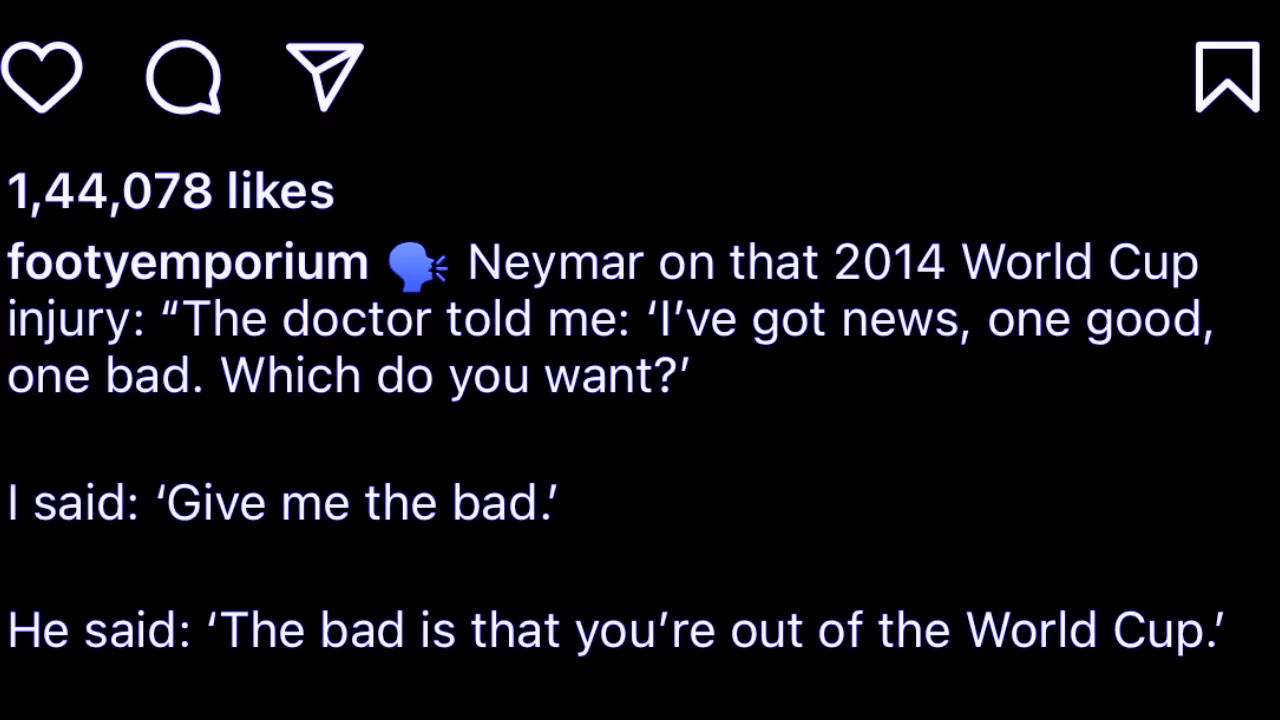 1,44,078 likes
footyemporium 🗣️ Neymar on that 2014 World Cup
injury: “The doctor told me: ‘I’ve got news, one good,
one bad. Which do you want?’
I said: ‘Give me the bad.’
He said: ‘The bad is that you’re out of the World Cup.’